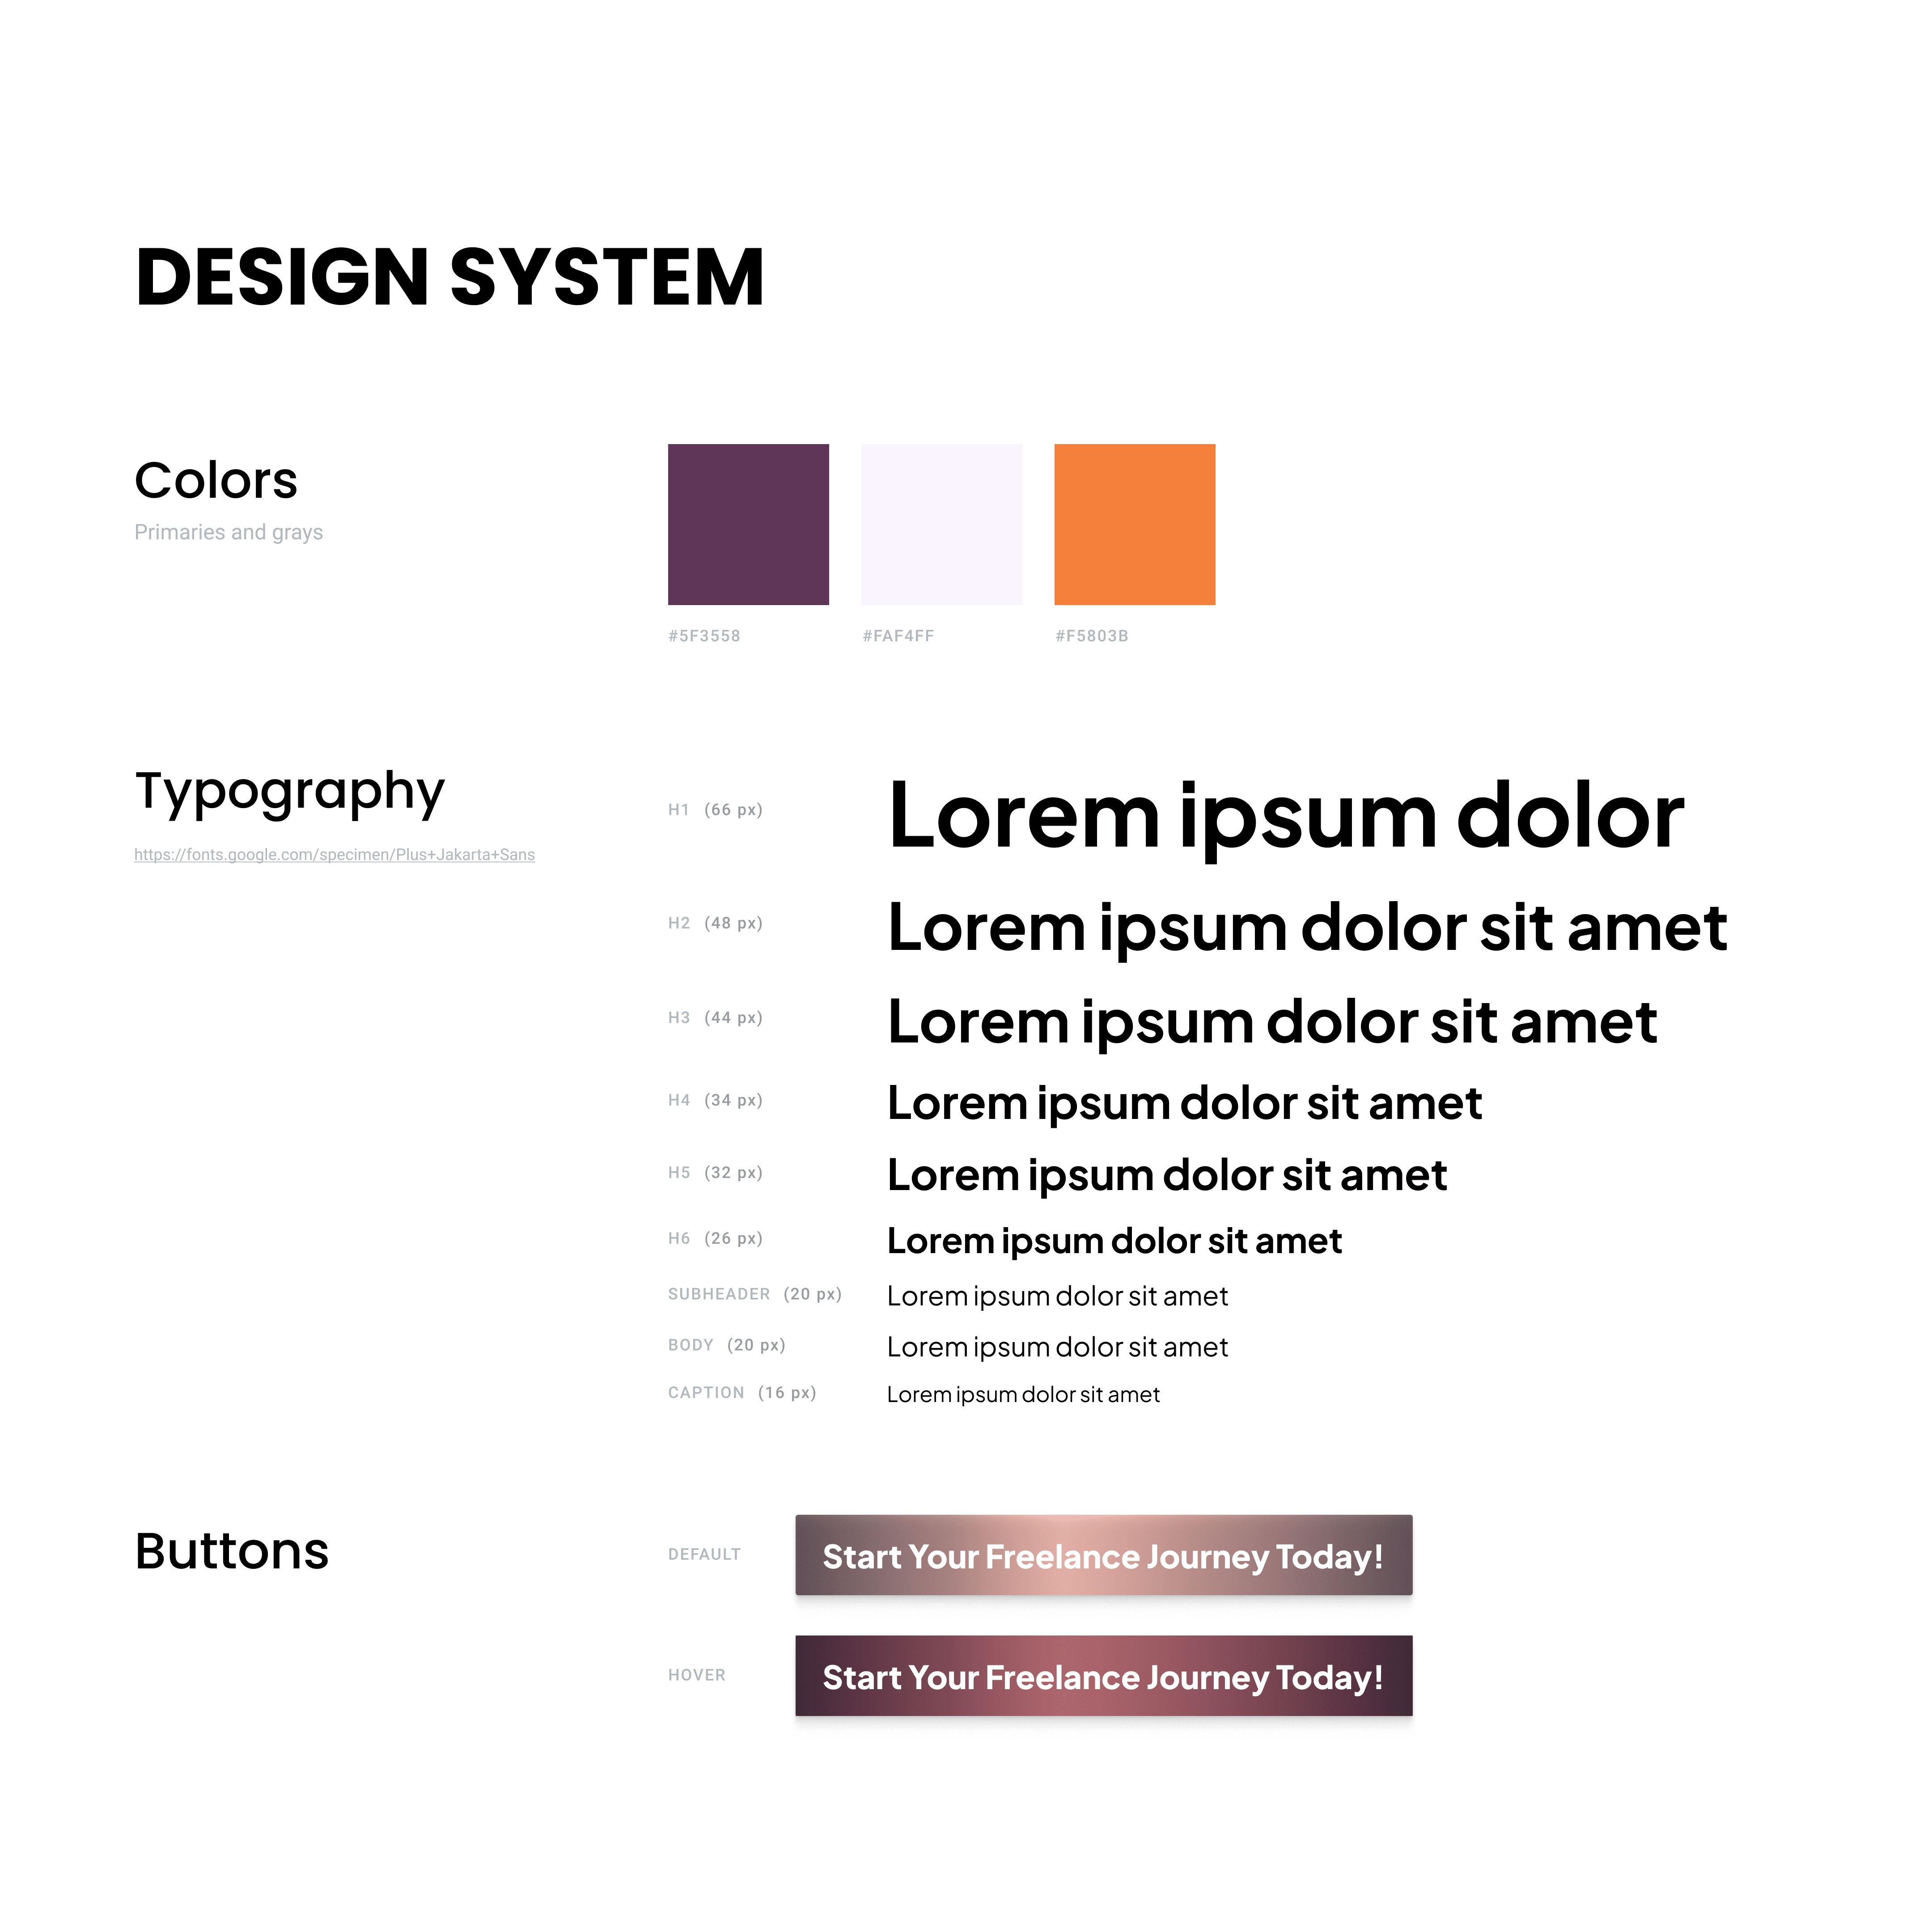 DESIGN SYSTEM
Colors
Primaries and grays
#5F3558
#FAF4FF
#F5803B
Typography
https://fonts.google.com/specimen/Plus+Jakarta+Sans
H1 (66 px)
Lorem ipsum dolor
H2 (48 px)
Lorem ipsum dolor sit amet
H3 (44 px)
Lorem ipsum dolor sit amet
H4 (34 px)
Lorem ipsum dolor sit amet
H5 (32 px)
Lorem ipsum dolor sit amet
H6 (26 px)
Lorem ipsum dolor sit amet
SUBHEADER (20 px)
Lorem ipsum dolor sit amet
BODY (20 px)
Lorem ipsum dolor sit amet
CAPTION (16 px)
Lorem ipsum dolor sit amet
Buttons
DEFAULT
Start Your Freelance Journey Today!
HOVER
Start Your Freelance Journey Today!